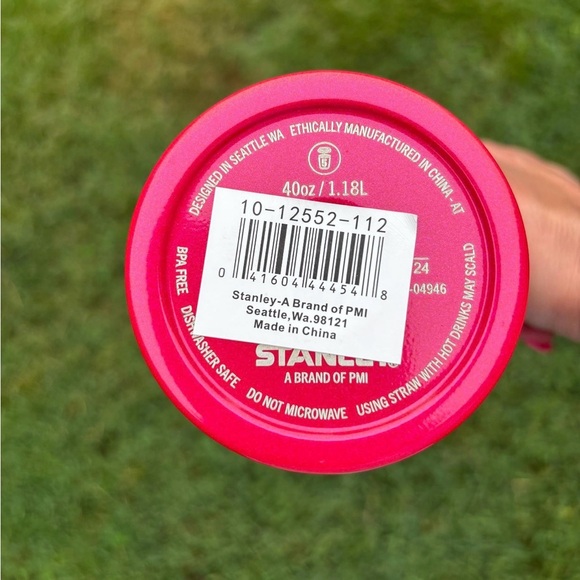 DESIGNED IN SEATTLE WA ETHICALLY MANUFACTURED IN CHINA - AT
5
40oz / 1.18L
10-12552-112
0 41604 44454 8
Stanley-A Brand of PMI
Seattle,Wa.98121
Made in China
24
-04946
STANLEY
A BRAND OF PMI
BPA FREE
DISHWASHER SAFE
DO NOT MICROWAVE
USING STRAW WITH HOT DRINKS MAY SCALD